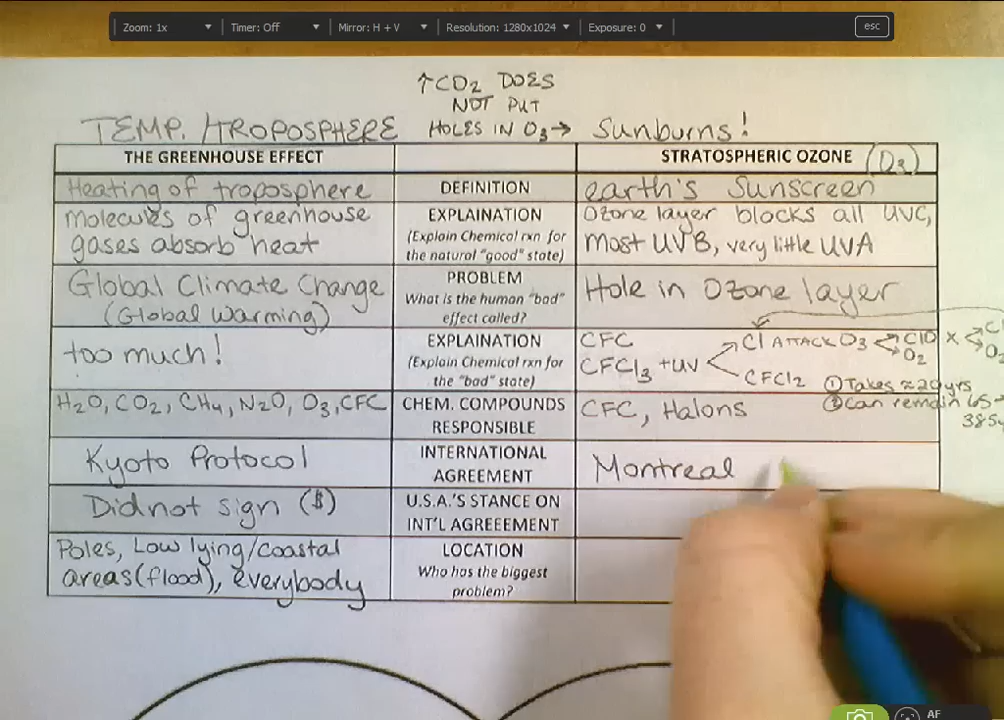 Zoom: 1x Timer: Off Mirror: H + V Resolution: 1280x1024 Exposure: 0 esc
↑CO2 DOES
NOT PUT
TEMP. /TROPOSPHERE HOLES IN O3→ Sunburns!
THE GREENHOUSE EFFECT STRATOSPHERIC OZONE (O3)
Heating of troposphere DEFINITION earth's Sunscreen
molecules of greenhouse
gases absorb heat
EXPLAINATION
(Explain Chemical rxn for
the natural "good" state)
Ozone layer blocks all UVC,
most UVB, very little UVA
Global Climate Change
(Global Warming)
PROBLEM
What is the human "bad"
effect called?
Hole in Ozone layer
too much!
EXPLAINATION
(Explain Chemical rxn for
the "bad" state)
CFC
CFCl3 +UV
Cl ATTACK O3 ClO X
O2
CFCl2
① Takes ≈20yrs
② Can remain 65-
385y
H2O, CO2, CH4, N2O, O3, CFC
CHEM. COMPOUNDS
RESPONSIBLE
CFC, Halons
Kyoto Protocol
INTERNATIONAL
AGREEMENT
Montreal
Did not sign ($)
U.S.A.'S STANCE ON
INT'L AGREEEMENT
Poles, Low lying/coastal
areas(flood), everybody
LOCATION
Who has the biggest
problem?
AF